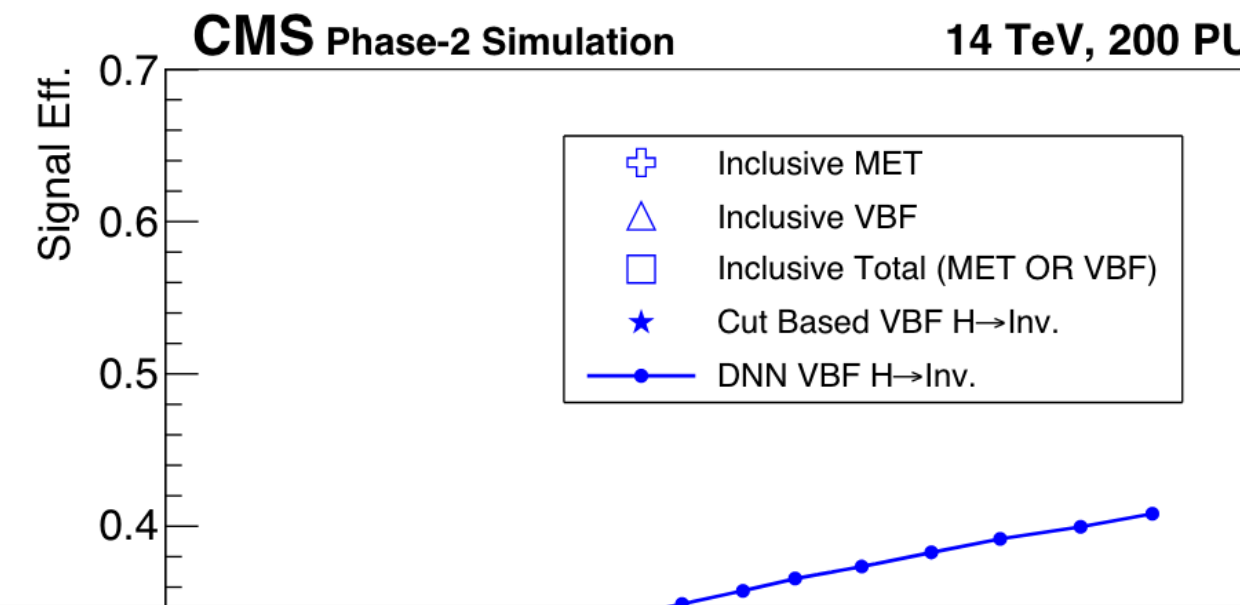 CMS Phase-2 Simulation 14 TeV, 200 PU
0.7
Signal Eff.
Inclusive MET
0.6
Inclusive VBF
Inclusive Total (MET OR VBF)
Cut Based VBF H→Inv.
0.5
DNN VBF H→Inv.
0.4